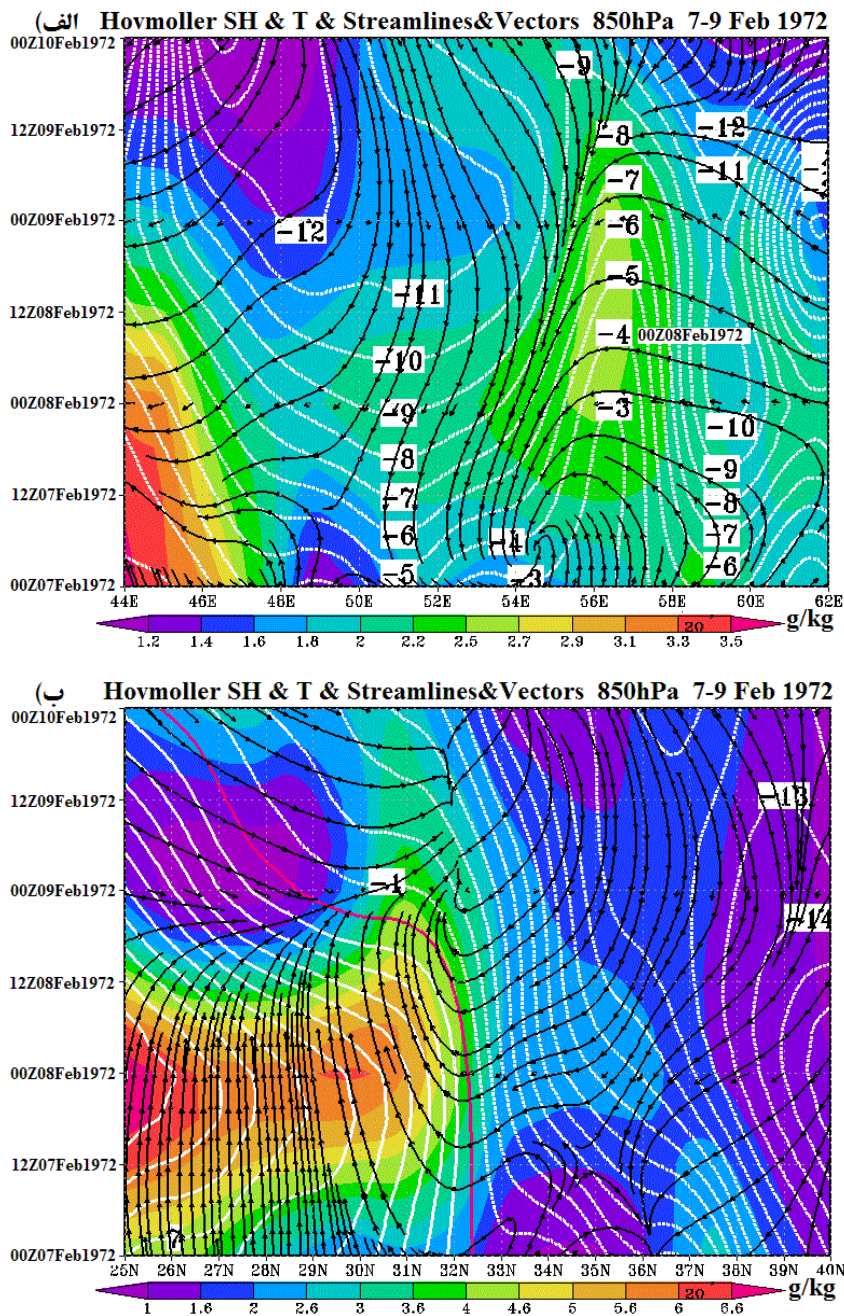 الف) Hovmoller SH & T & Streamlines&Vectors 850hPa 7-9 Feb 1972
00Z10Feb1972
12Z09Feb1972
00Z09Feb1972
12Z08Feb1972
00Z08Feb1972
12Z07Feb1972
00Z07Feb1972
-9
-12
-8
-11
-7
-12
-6
-5
-11
-4
00Z08Feb1972
-10
-3
-9
-10
-8
-9
-7
-8
-6
-4
-7
-5
-3
-6
44E 46E 48E 50E 52E 54E 56E 58E 60E 62E
1.2 1.4 1.6 1.8 2 2.2 2.5 2.7 2.9 3.1 3.3 3.5
20
g/kg
ب) Hovmoller SH & T & Streamlines&Vectors 850hPa 7-9 Feb 1972
00Z10Feb1972
12Z09Feb1972
00Z09Feb1972
12Z08Feb1972
00Z08Feb1972
12Z07Feb1972
00Z07Feb1972
-13
-1
-14
7
25N 26N 27N 28N 29N 30N 31N 32N 33N 34N 35N 36N 37N 38N 39N 40N
1 1.6 2 2.6 3 3.6 4 4.6 5 5.6 6 6.6
20
g/kg